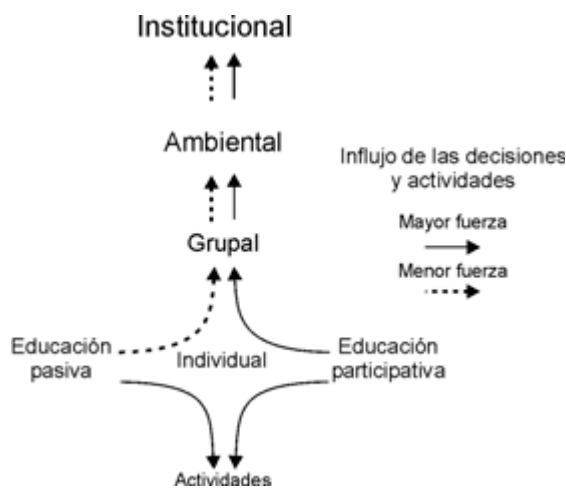 Institucional
Ambiental
Influjo de las decisiones
y actividades
Mayor fuerza
Grupal
Menor fuerza
Educación
pasiva
Individual
Educación
participativa
Actividades